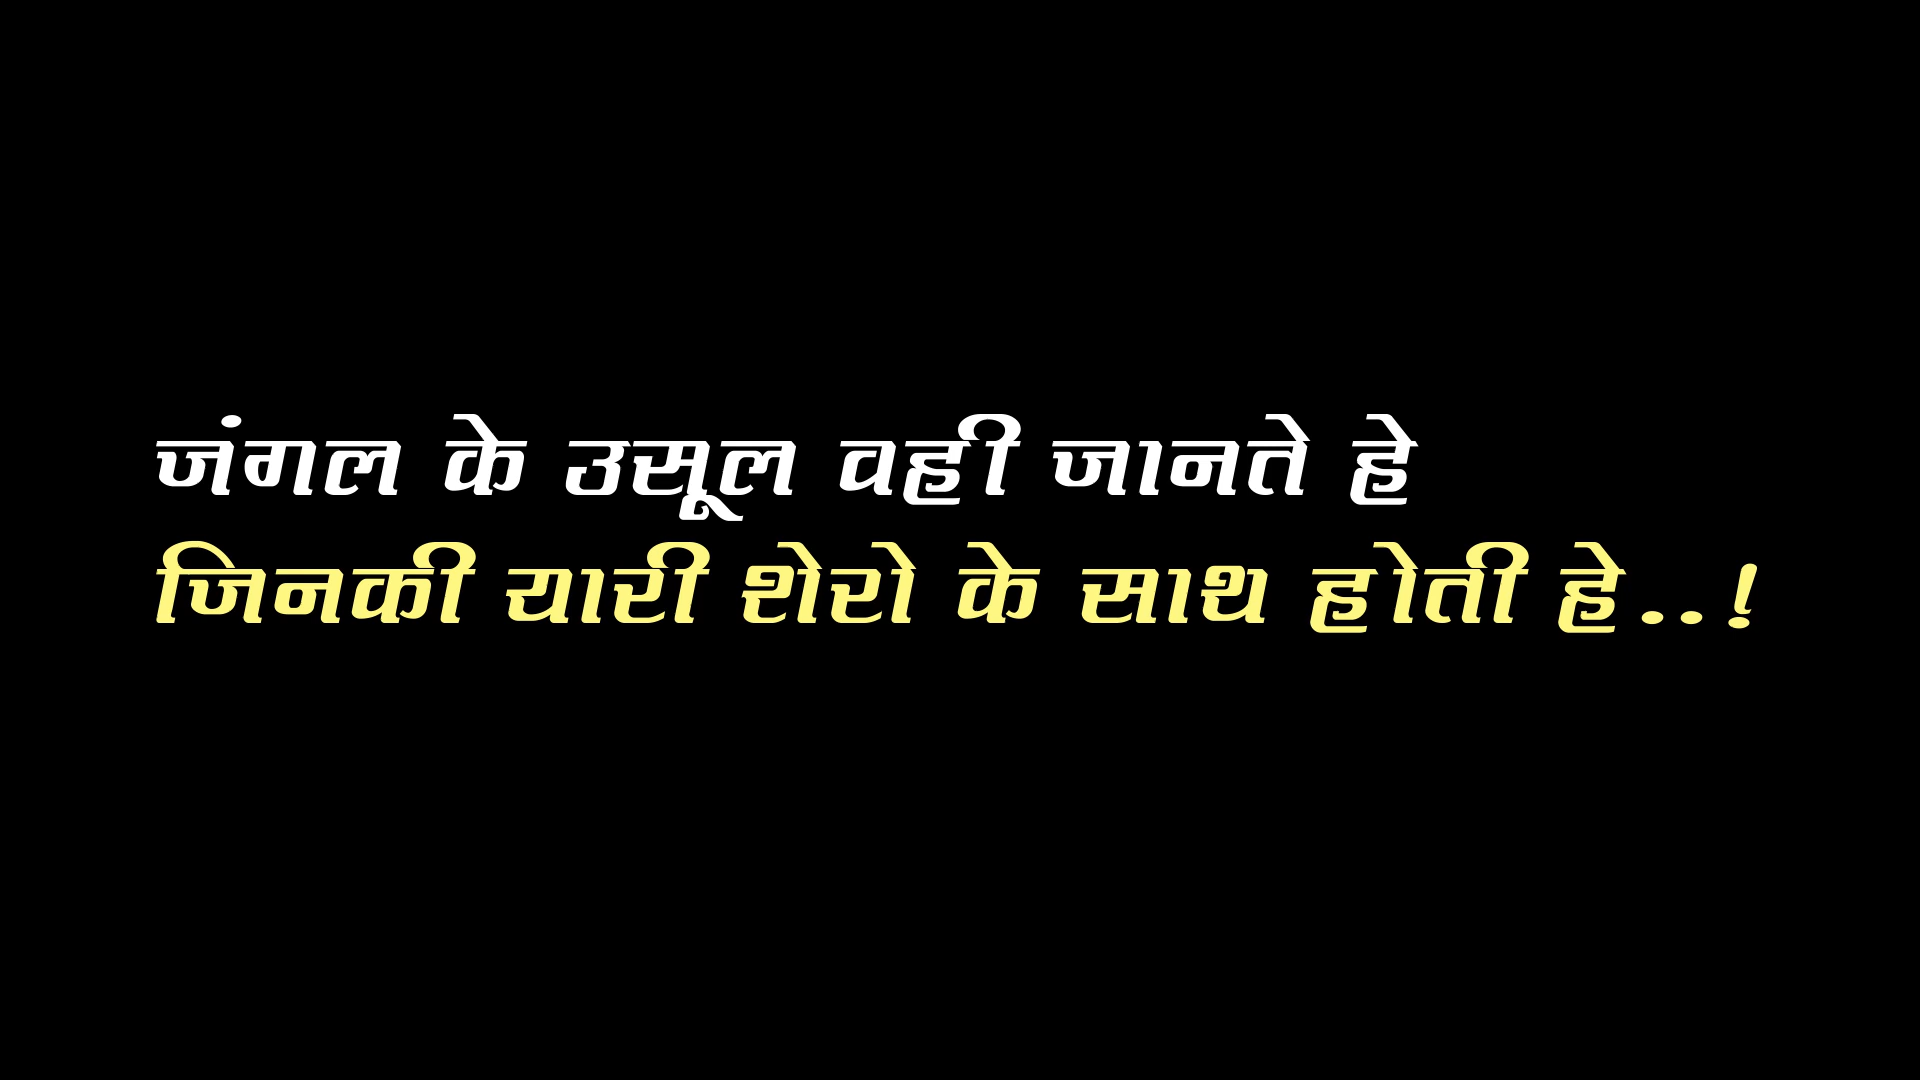 जंगल के उसूल वही जानते हे
जिनकी यारी शेरो के साथ होती हे..!